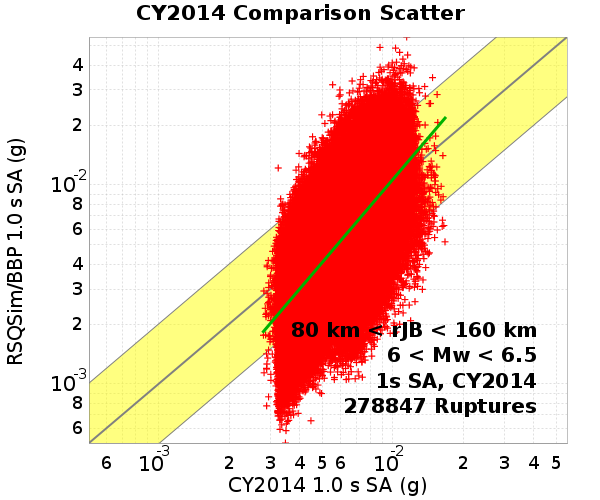 CY2014 Comparison Scatter
RSQSim/BBP 1.0 s SA (g)
4
3
2
10⁻²
8
6
4
3
2
10⁻³
8
6
80 km < rJB < 160 km
6 < Mw < 6.5
1s SA, CY2014
278847 Ruptures
6 10⁻³ 2 3 4 5 6 10⁻² 2 3 4 5
CY2014 1.0 s SA (g)